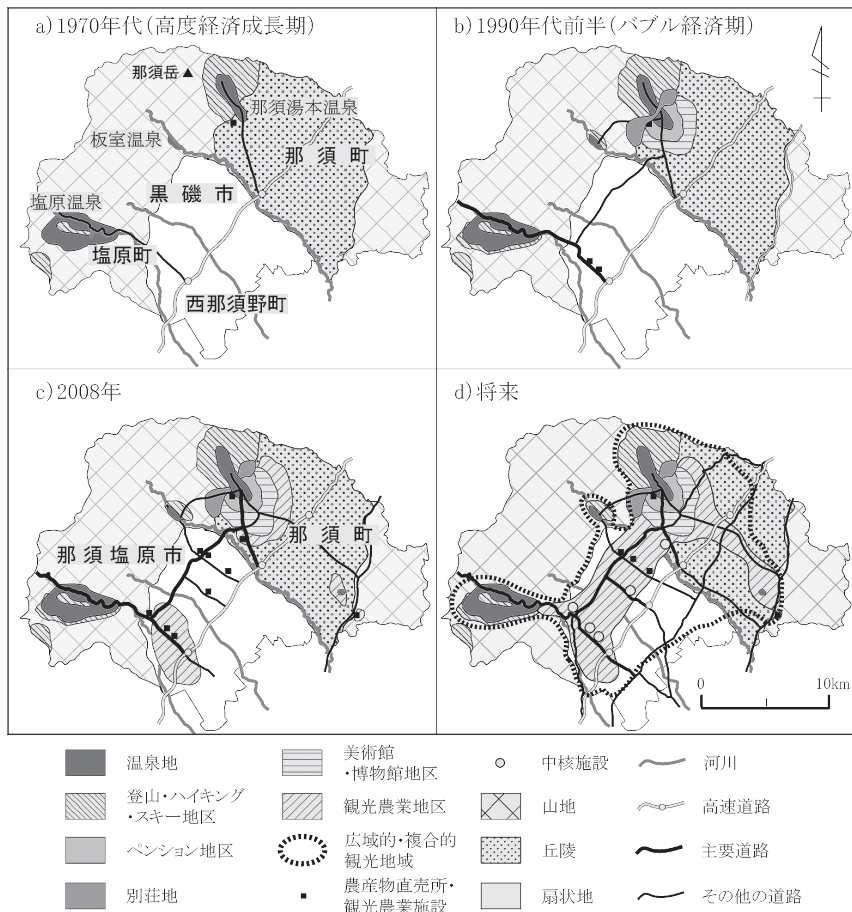 a）1970年代（高度経済成長期）
b）1990年代前半（バブル経済期）
那須岳
那須湯本温泉
板室温泉
那須町
黒磯市
塩原温泉
塩原町
西那須野町
c）2008年
d）将来
那須塩原市
那須町
0
10km
温泉地
登山・ハイキング
・スキー地区
ペンション地区
別荘地
美術館
・博物館地区
観光農業地区
広域的・複合的
観光地域
農産物直売所・
観光農業施設
中核施設
山地
丘陵
扇状地
河川
高速道路
主要道路
その他の道路